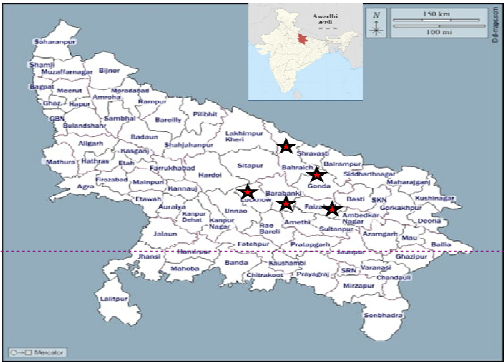 Awadhi
N
150 km
100 mi
© d-maps.com
Saharanpur
Shamli
Muzaffarnagar
Bijnor
Bagpat
Meerut
Amroha
Moradabad
Rampur
Hapur
GBN
Bulandshahr
Sambhal
Bareilly
Pilibhit
Badaun
Shahjahanpur
Lakhimpur
Kheri
Shravasti
Aligarh
Kasganj
Mathura
Hathras
Etah
Farrukhabad
Hardoi
Sitapur
Bahraich
Balrampur
Siddharthnagar
Maharajganj
Agra
Firozabad
Mainpuri
Kannauj
Gonda
Etawah
Auraiya
Lucknow
Barabanki
Basti
SKN
Kushinagar
Gorakhpur
Deoria
Kanpur
Dehat
Kanpur
Nagar
Unnao
Rae
Bareli
Amethi
Sultanpur
Ambedkar
Nagar
Azamgarh
Mau
Ballia
Jalaun
Fatehpur
Pratapgarh
Jaunpur
Ghazipur
Jhansi
Hamirpur
Mahoba
Banda
Kaushambi
Chitrakoot
Prayagraj
SRN
Varanasi
Chandauli
Mirzapur
Lalitpur
Sonbhadra
Mercator